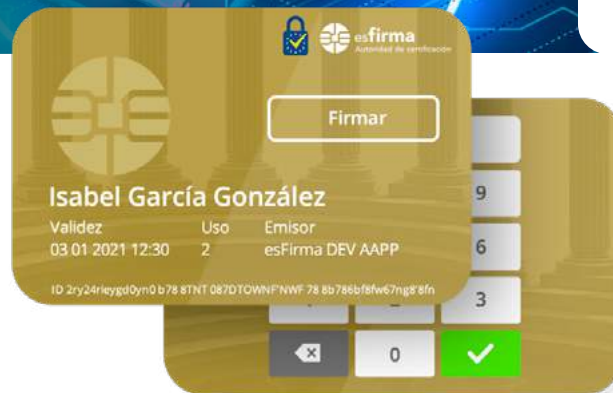 esfirma
Autoridad de certificación
Firmar
Isabel García González
Validez Uso Emisor
03 01 2021 12:30 2 esFirma DEV AAPP
9
6
3
0